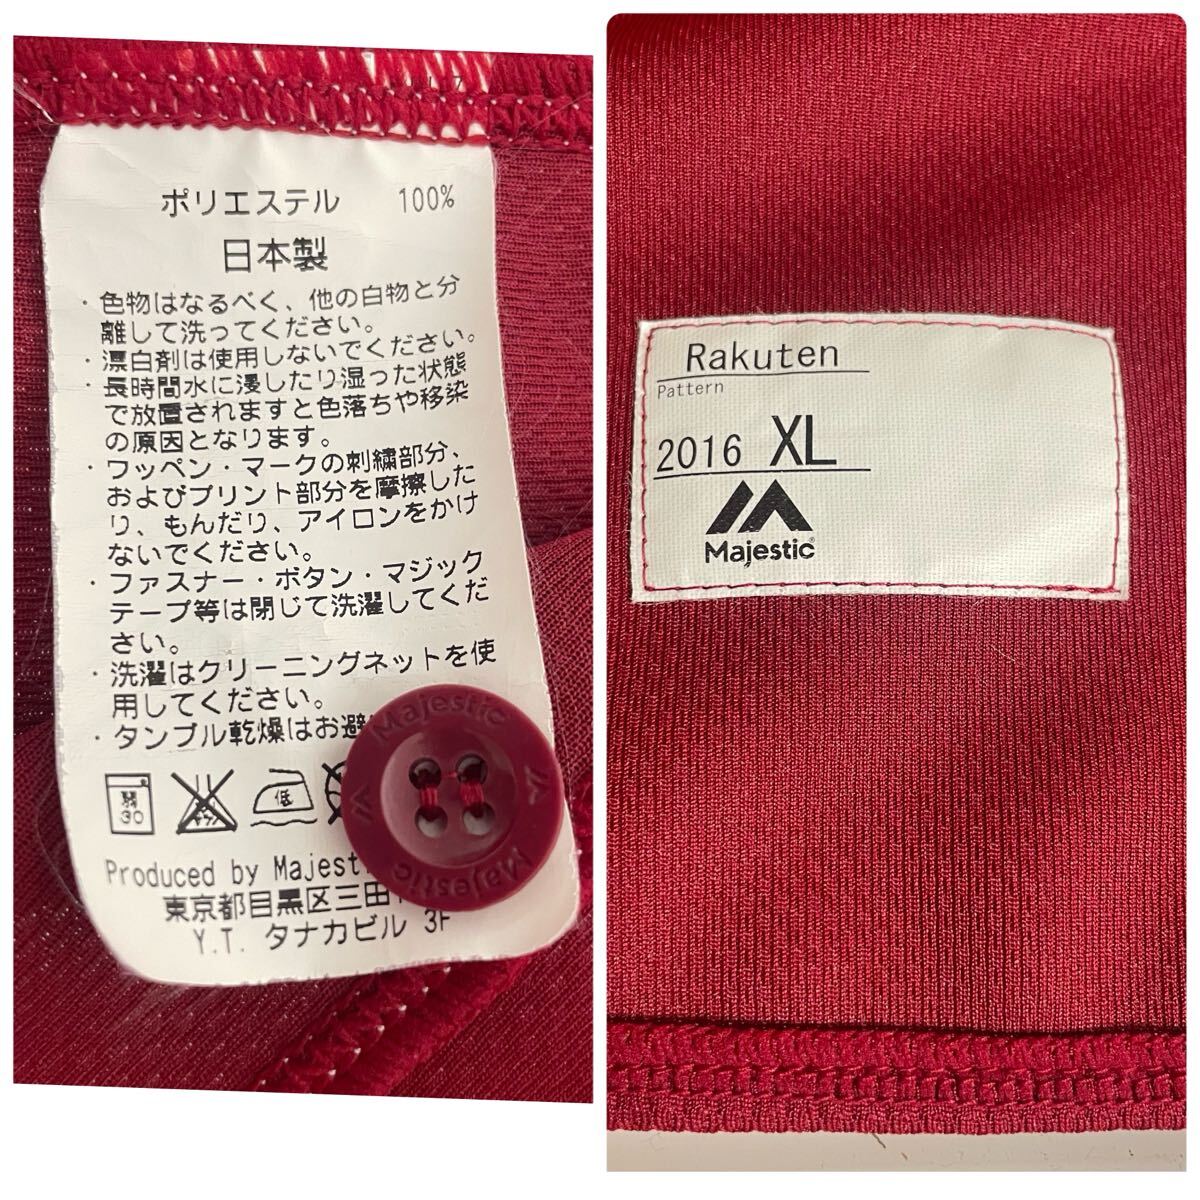 ポリエステル 100%
日本製
・色物はなるべく、他の白物と分
離して洗ってください。
・漂白剤は使用しないでください。
・長時間水に浸したり湿った状態
で放置されますと色落ちや移染
の原因となります。
・ワッペン・マークの刺繍部分、
およびプリント部分を摩擦した
り、もんだり、アイロンをかけ
ないでください。
・ファスナー・ボタン・マジック
テープ等は閉じて洗濯してくだ
さい。
・洗濯はクリーニングネットを使
用してください。
・タンブル乾燥はお避
弱
30
低
Produced by
東京都目黒区三田
Y.T. タナカビル 3F
Majestic
Majestic
Rakuten
Pattern
2016 XL
Majestic®